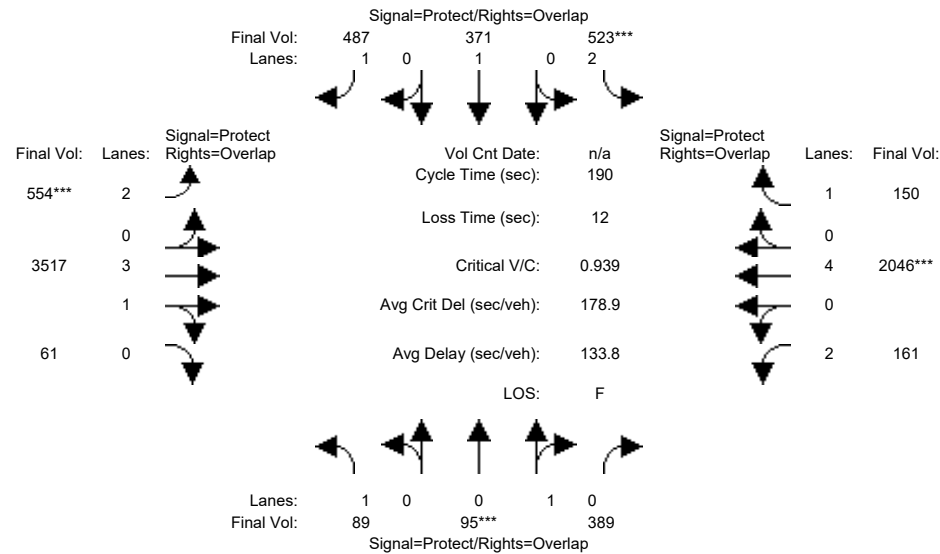 Signal=Protect/Rights=Overlap
Final Vol: 487 371 523***
Lanes: 1 0 1 0 2
Signal=Protect Signal=Protect
Final Vol: Lanes: Rights=Overlap Vol Cnt Date: n/a Rights=Overlap Lanes: Final Vol:
Cycle Time (sec): 190
554*** 2 1 150
Loss Time (sec): 12
0 0
3517 3 Critical V/C: 0.939 4 2046***
1 Avg Crit Del (sec/veh): 178.9 0
61 0 Avg Delay (sec/veh): 133.8 2 161
LOS: F
Lanes: 1 0 0 1 0
Final Vol: 89 95*** 389
Signal=Protect/Rights=Overlap